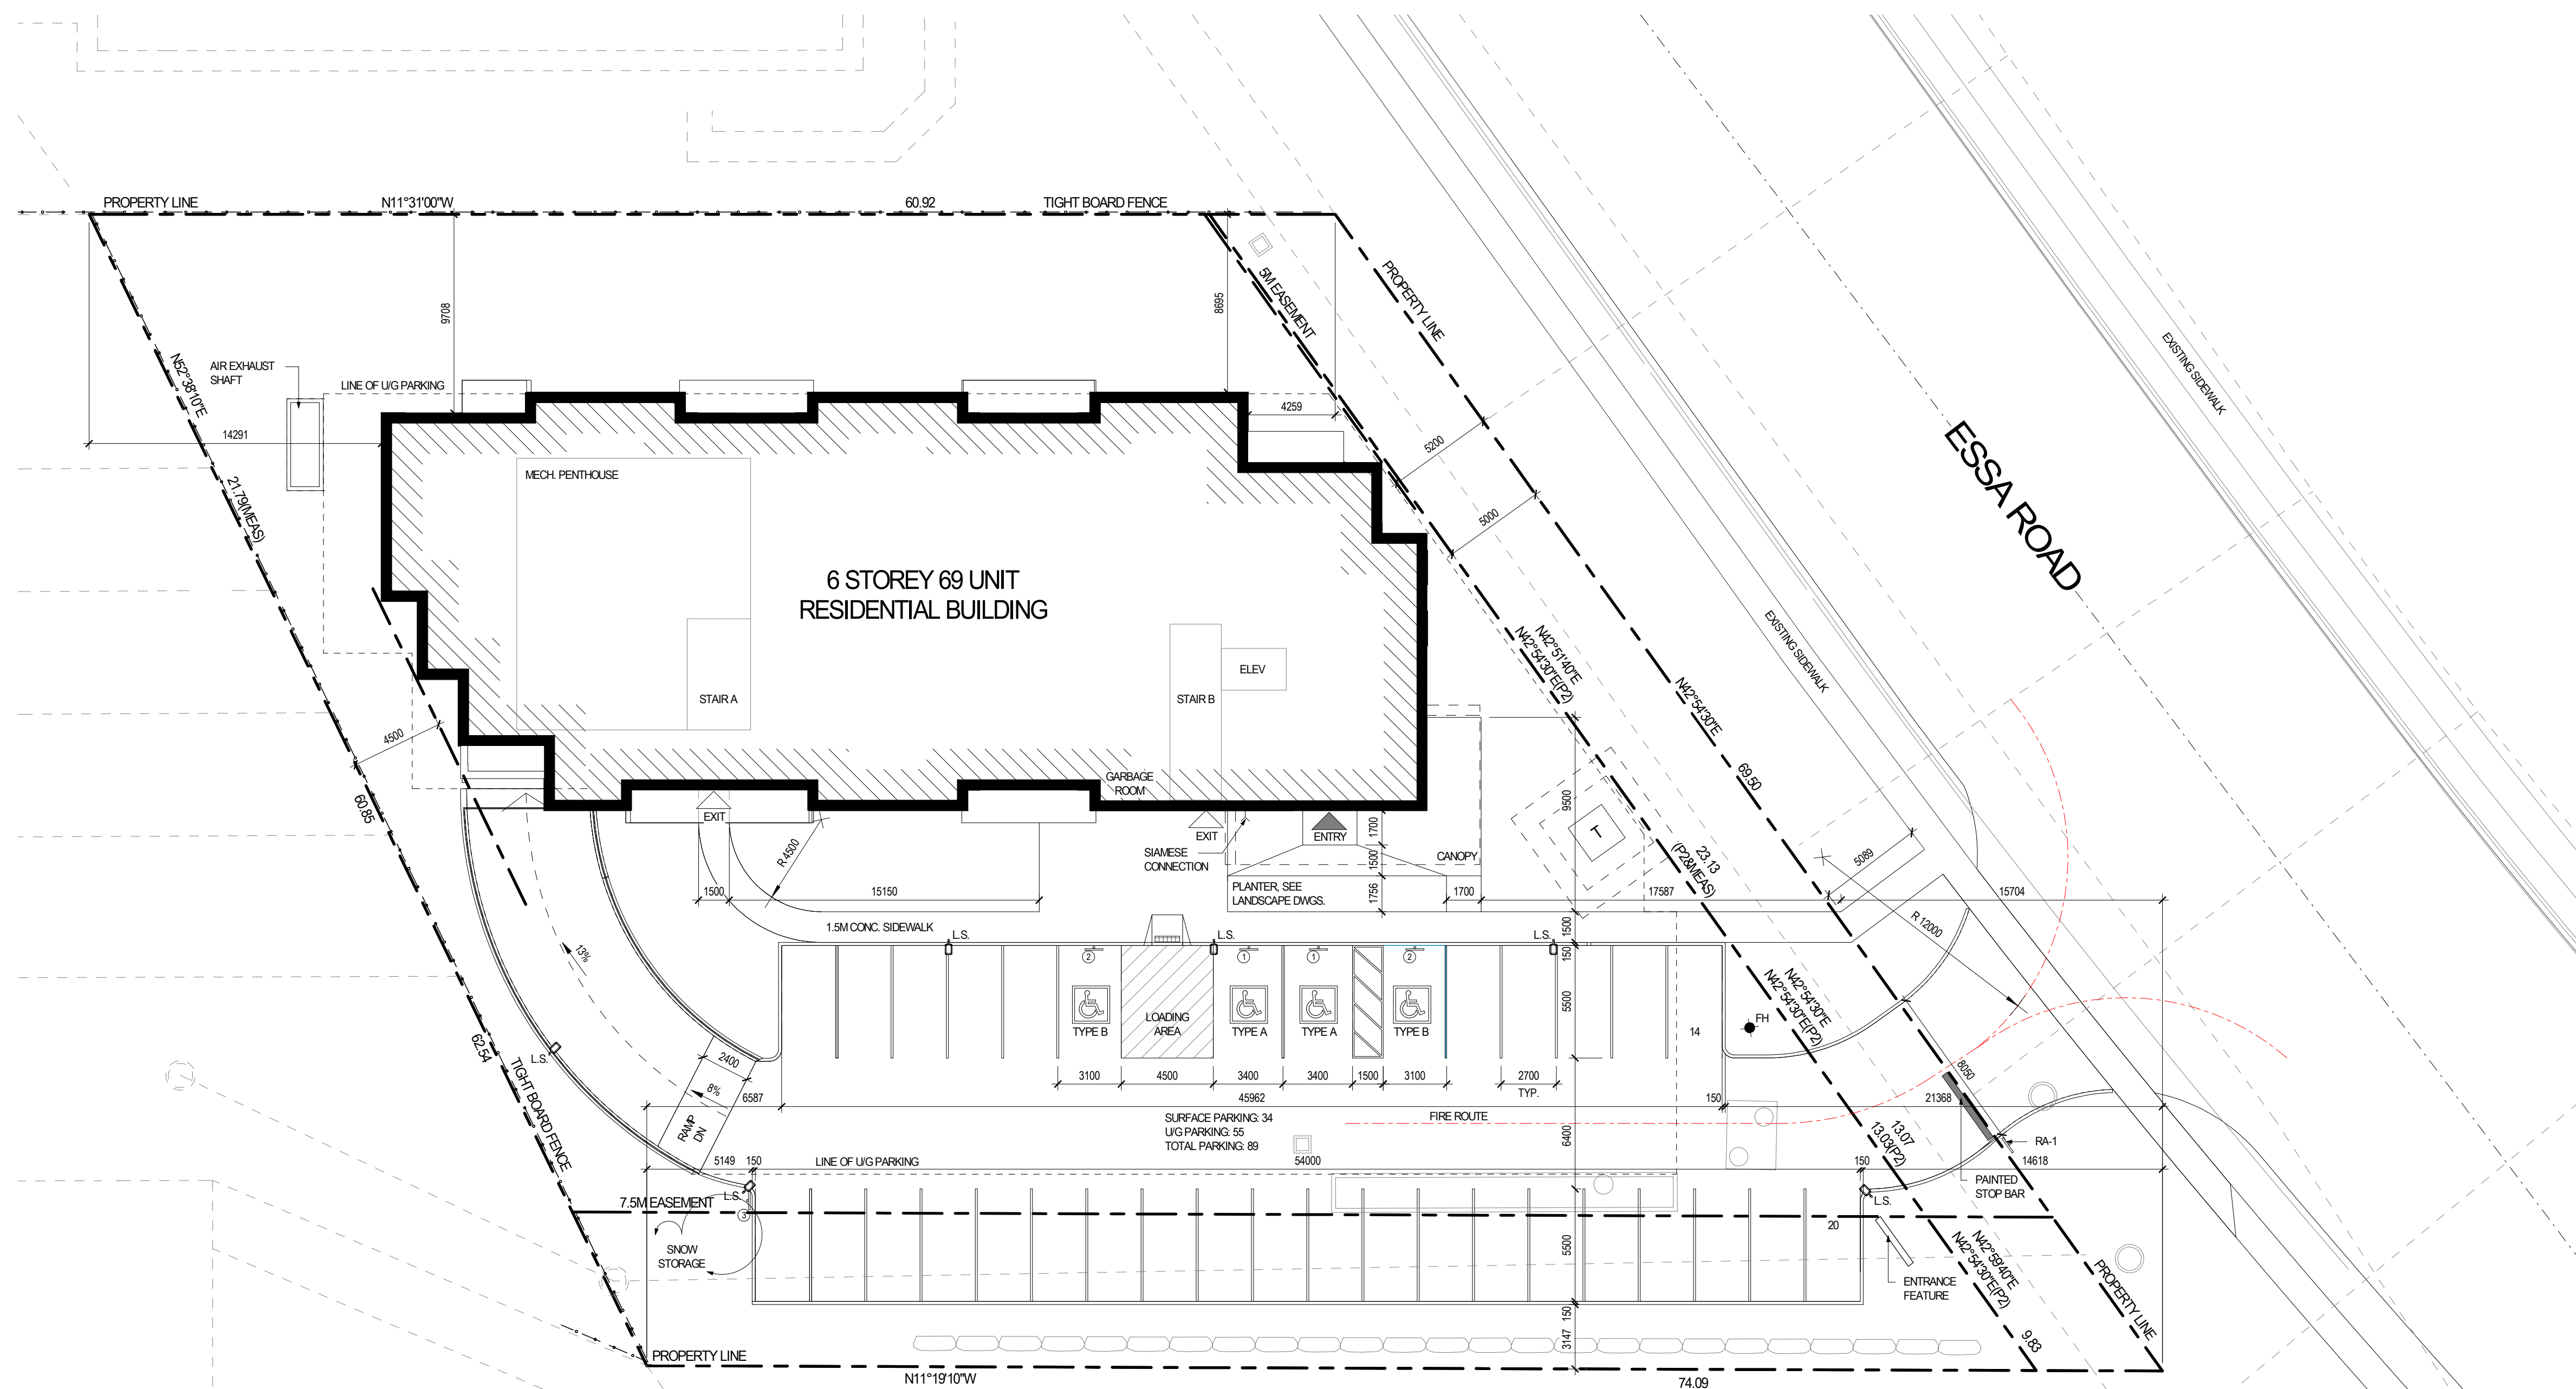 PROPERTY LINE
N11°31'00"W
60.92
TIGHT BOARD FENCE
5M EASEMENT
PROPERTY LINE
9708
8695
AIR EXHAUST
SHAFT
N52°38'10"E
LINE OF U/G PARKING
14291
4259
21.79(MEAS)
MECH. PENTHOUSE
5200
5000
ESSA ROAD
EXISTING SIDEWALK
6 STOREY 69 UNIT
RESIDENTIAL BUILDING
STAIR A
STAIR B
ELEV
N42°51'40"E
N42°54'30"E(P2)
N42°54'30"E
EXISTING SIDEWALK
4500
60.85
69.50
GARBAGE
ROOM
EXIT
EXIT
ENTRY
R 4500
SIAMESE
CONNECTION
CANOPY
9500
1700
1500
1756
23.13
(P2&MEAS)
5089
1500
15150
PLANTER, SEE
LANDSCAPE DWGS.
1700
17587
15704
R 12000
1.5M CONC. SIDEWALK
L.S.
L.S.
L.S.
1500
150
13%
2
1
1
2
TYPE B
LOADING
AREA
TYPE A
TYPE A
TYPE B
5500
14
FH
N42°54'30"E
N42°54'30"E(P2)
62.54
L.S.
2400
8%
RAMP
DN
3100
4500
3400
3400
1500
3100
2700
TYP.
8050
6587
45962
150
21368
SURFACE PARKING: 34
U/G PARKING: 55
TOTAL PARKING: 89
FIRE ROUTE
6400
13.07
13.03(P2)
RA-1
TIGHT BOARD FENCE
5149
150
LINE OF U/G PARKING
54000
150
14618
PAINTED
STOP BAR
7.5M EASEMENT
L.S.
3
L.S.
20
SNOW
STORAGE
5500
N42°59'40"E
N42°54'30"E(P2)
ENTRANCE
FEATURE
PROPERTY LINE
150
3147
9.83
PROPERTY LINE
N11°19'10"W
74.09
T